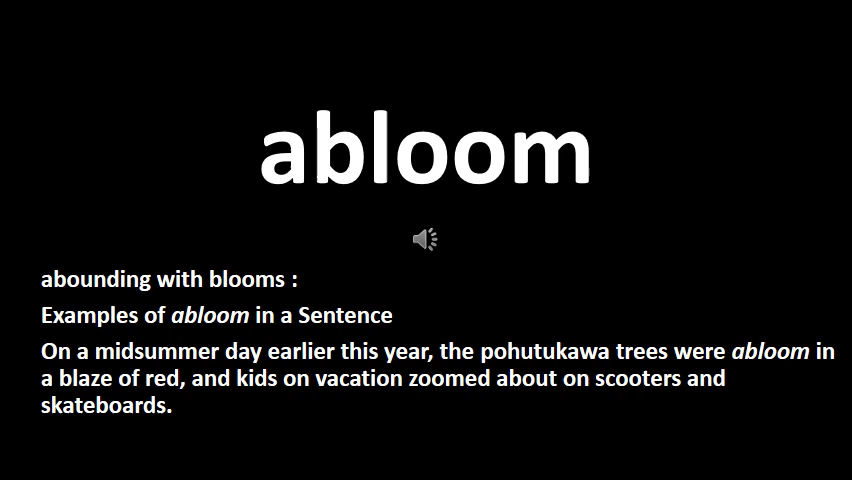 abloom
abounding with blooms :
Examples of abloom in a Sentence
On a midsummer day earlier this year, the pohutukawa trees were abloom in
a blaze of red, and kids on vacation zoomed about on scooters and
skateboards.